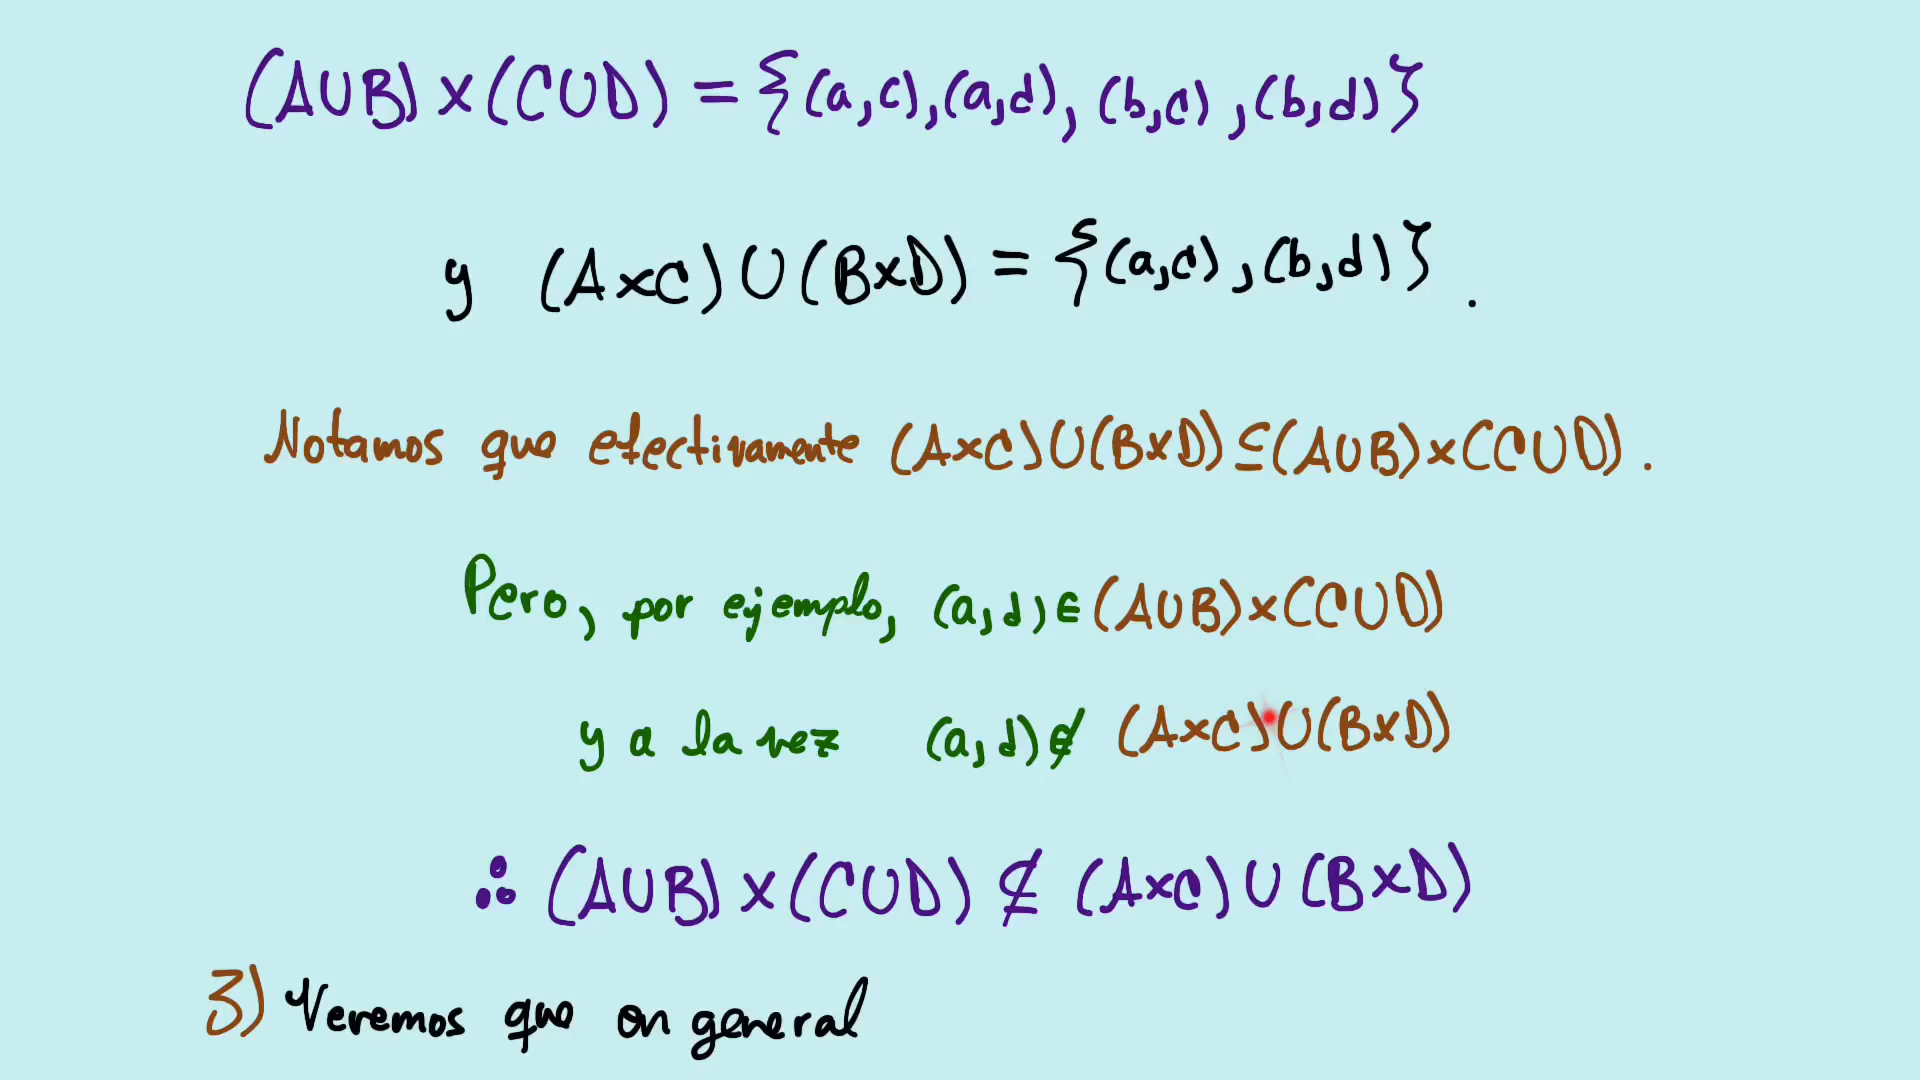 (A∪B)×(C∪D) = {(a,c),(a,d),(b,c),(b,d)}
y (A×C)∪(B×D) = {(a,c),(b,d)}.
Notamos que efectivamente (A×C)∪(B×D)⊆(A∪B)×(C∪D).
Pero, por ejemplo, (a,d)∈(A∪B)×(C∪D)
y a la vez (a,d)∉ (A×C)∪(B×D)
∴ (A∪B)×(C∪D) ⊈ (A×C)∪(B×D)
3) Veremos que en general